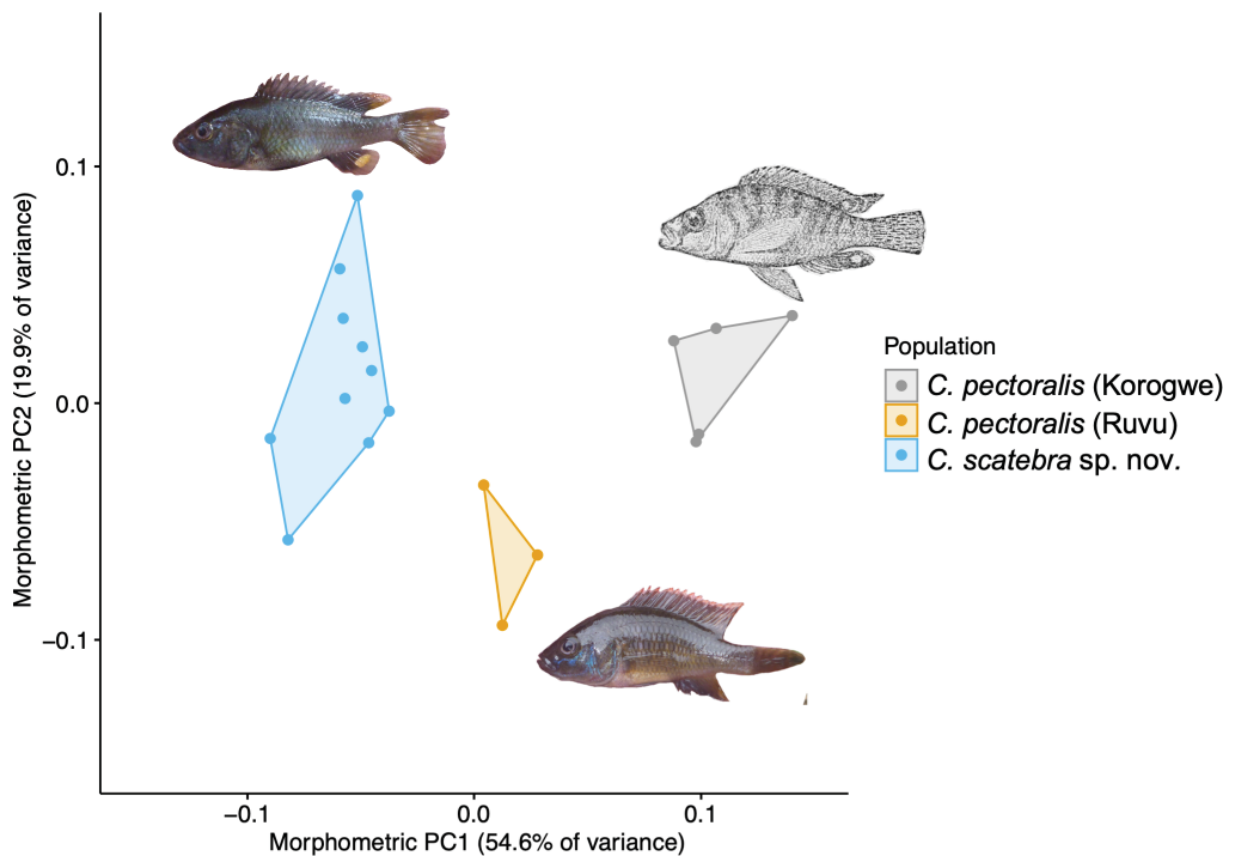 0.1
0.0
−0.1
Morphometric PC2 (19.9% of variance)
−0.1
0.0
0.1
Morphometric PC1 (54.6% of variance)
Population
C. pectoralis (Korogwe)
C. pectoralis (Ruvu)
C. scatebra sp. nov.